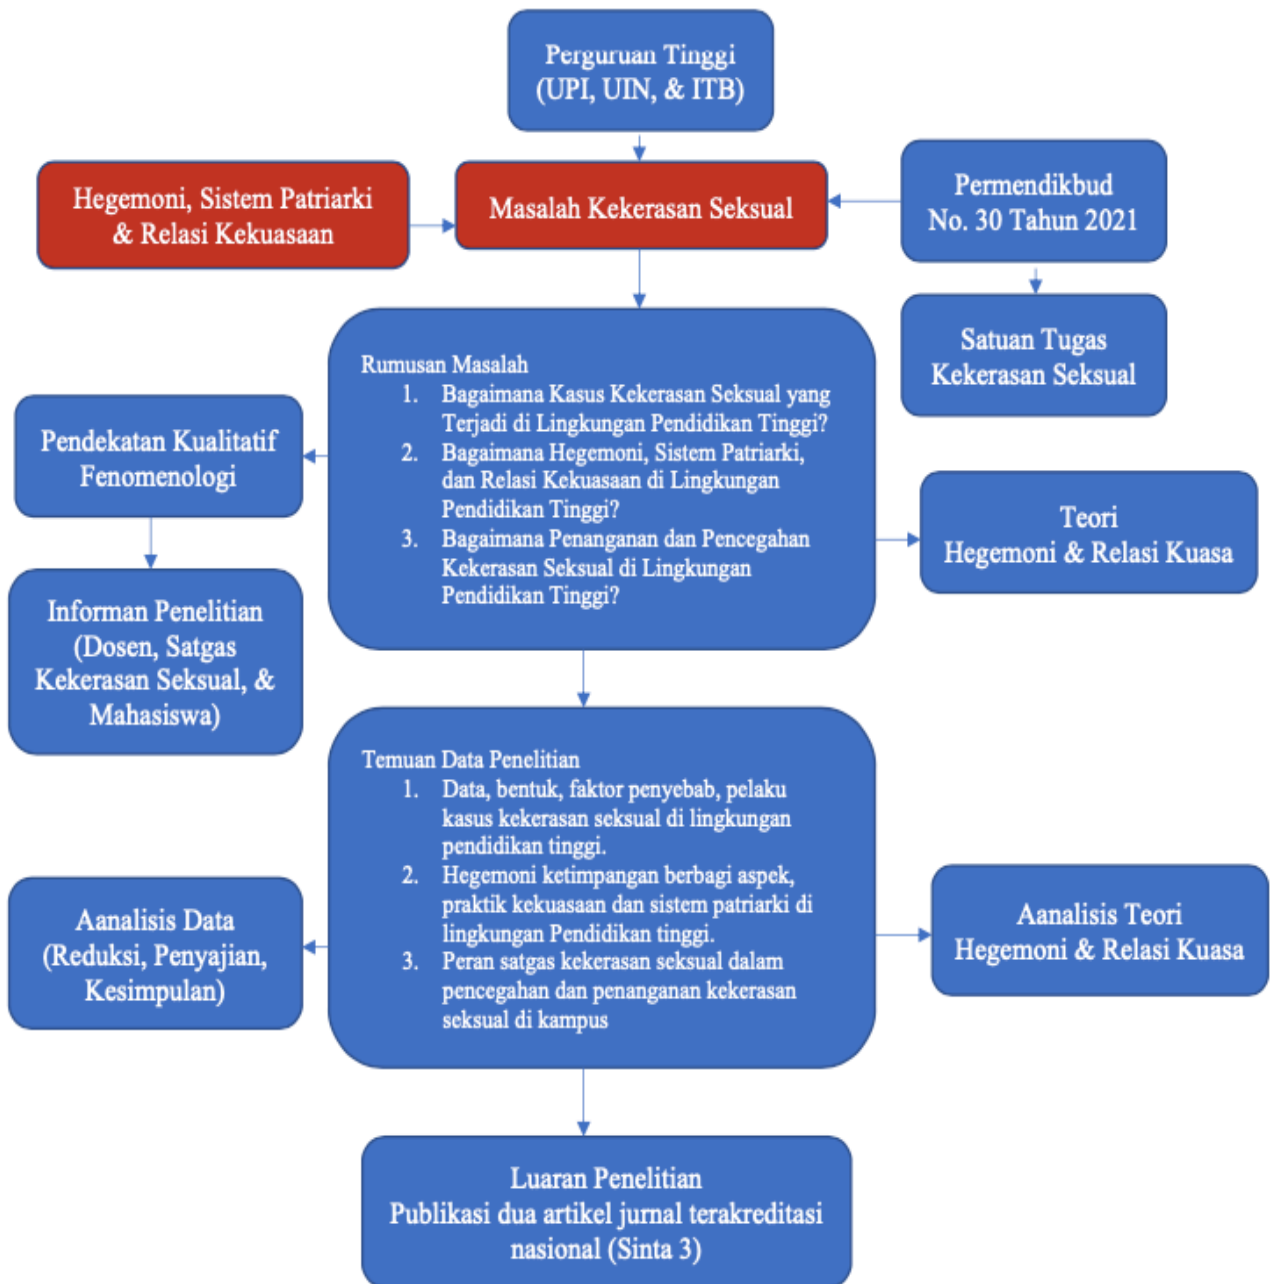 Perguruan Tinggi
(UPI, UIN, & ITB)
Hegemoni, Sistem Patriarki
& Relasi Kekuasaan
Masalah Kekerasan Seksual
Permendikbud
No. 30 Tahun 2021
Satuan Tugas
Kekerasan Seksual
Rumusan Masalah
1. Bagaimana Kasus Kekerasan Seksual yang
Terjadi di Lingkungan Pendidikan Tinggi?
2. Bagaimana Hegemoni, Sistem Patriarki,
dan Relasi Kekuasaan di Lingkungan
Pendidikan Tinggi?
3. Bagaimana Penanganan dan Pencegahan
Kekerasan Seksual di Lingkungan
Pendidikan Tinggi?
Pendekatan Kualitatif
Fenomenologi
Teori
Hegemoni & Relasi Kuasa
Informan Penelitian
(Dosen, Satgas
Kekerasan Seksual, &
Mahasiswa)
Temuan Data Penelitian
1. Data, bentuk, faktor penyebab, pelaku
kasus kekerasan seksual di lingkungan
pendidikan tinggi.
2. Hegemoni ketimpangan berbagi aspek,
praktik kekuasaan dan sistem patriarki di
lingkungan Pendidikan tinggi.
3. Peran satgas kekerasan seksual dalam
pencegahan dan penanganan kekerasan
seksual di kampus
Aanalisis Data
(Reduksi, Penyajian,
Kesimpulan)
Aanalisis Teori
Hegemoni & Relasi Kuasa
Luaran Penelitian
Publikasi dua artikel jurnal terakreditasi
nasional (Sinta 3)